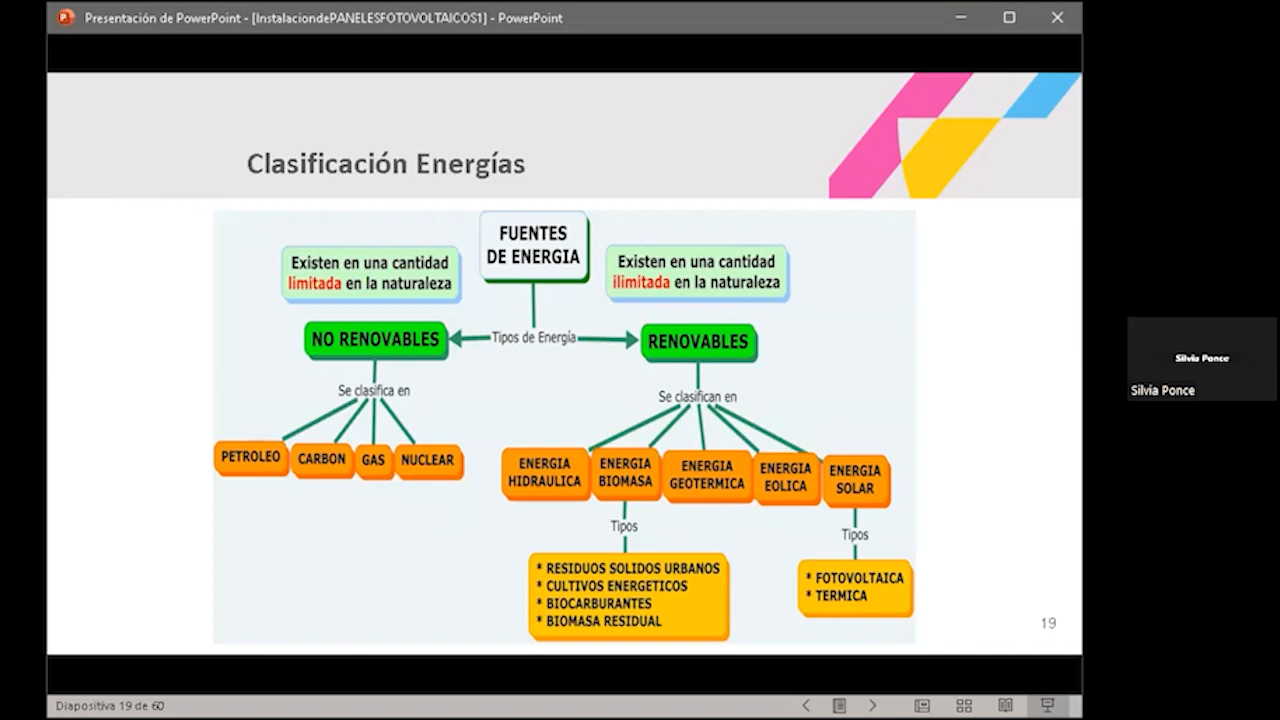 Presentación de PowerPoint - [InstalaciondePANELESFOTOVOLTAICOS1] - PowerPoint
Clasificación Energías
FUENTES
DE ENERGIA
Existen en una cantidad
limitada en la naturaleza
Existen en una cantidad
ilimitada en la naturaleza
NO RENOVABLES
Tipos de Energía
RENOVABLES
Se clasifica en
Se clasifican en
PETROLEO
CARBON
GAS
NUCLEAR
ENERGIA
HIDRAULICA
ENERGIA
BIOMASA
ENERGIA
GEOTERMICA
ENERGIA
EOLICA
ENERGIA
SOLAR
Tipos
Tipos
* RESIDUOS SOLIDOS URBANOS
* CULTIVOS ENERGETICOS
* BIOCARBURANTES
* BIOMASA RESIDUAL
* FOTOVOLTAICA
* TERMICA
19
Diapositiva 19 de 60
Silvia Ponce
Silvia Ponce